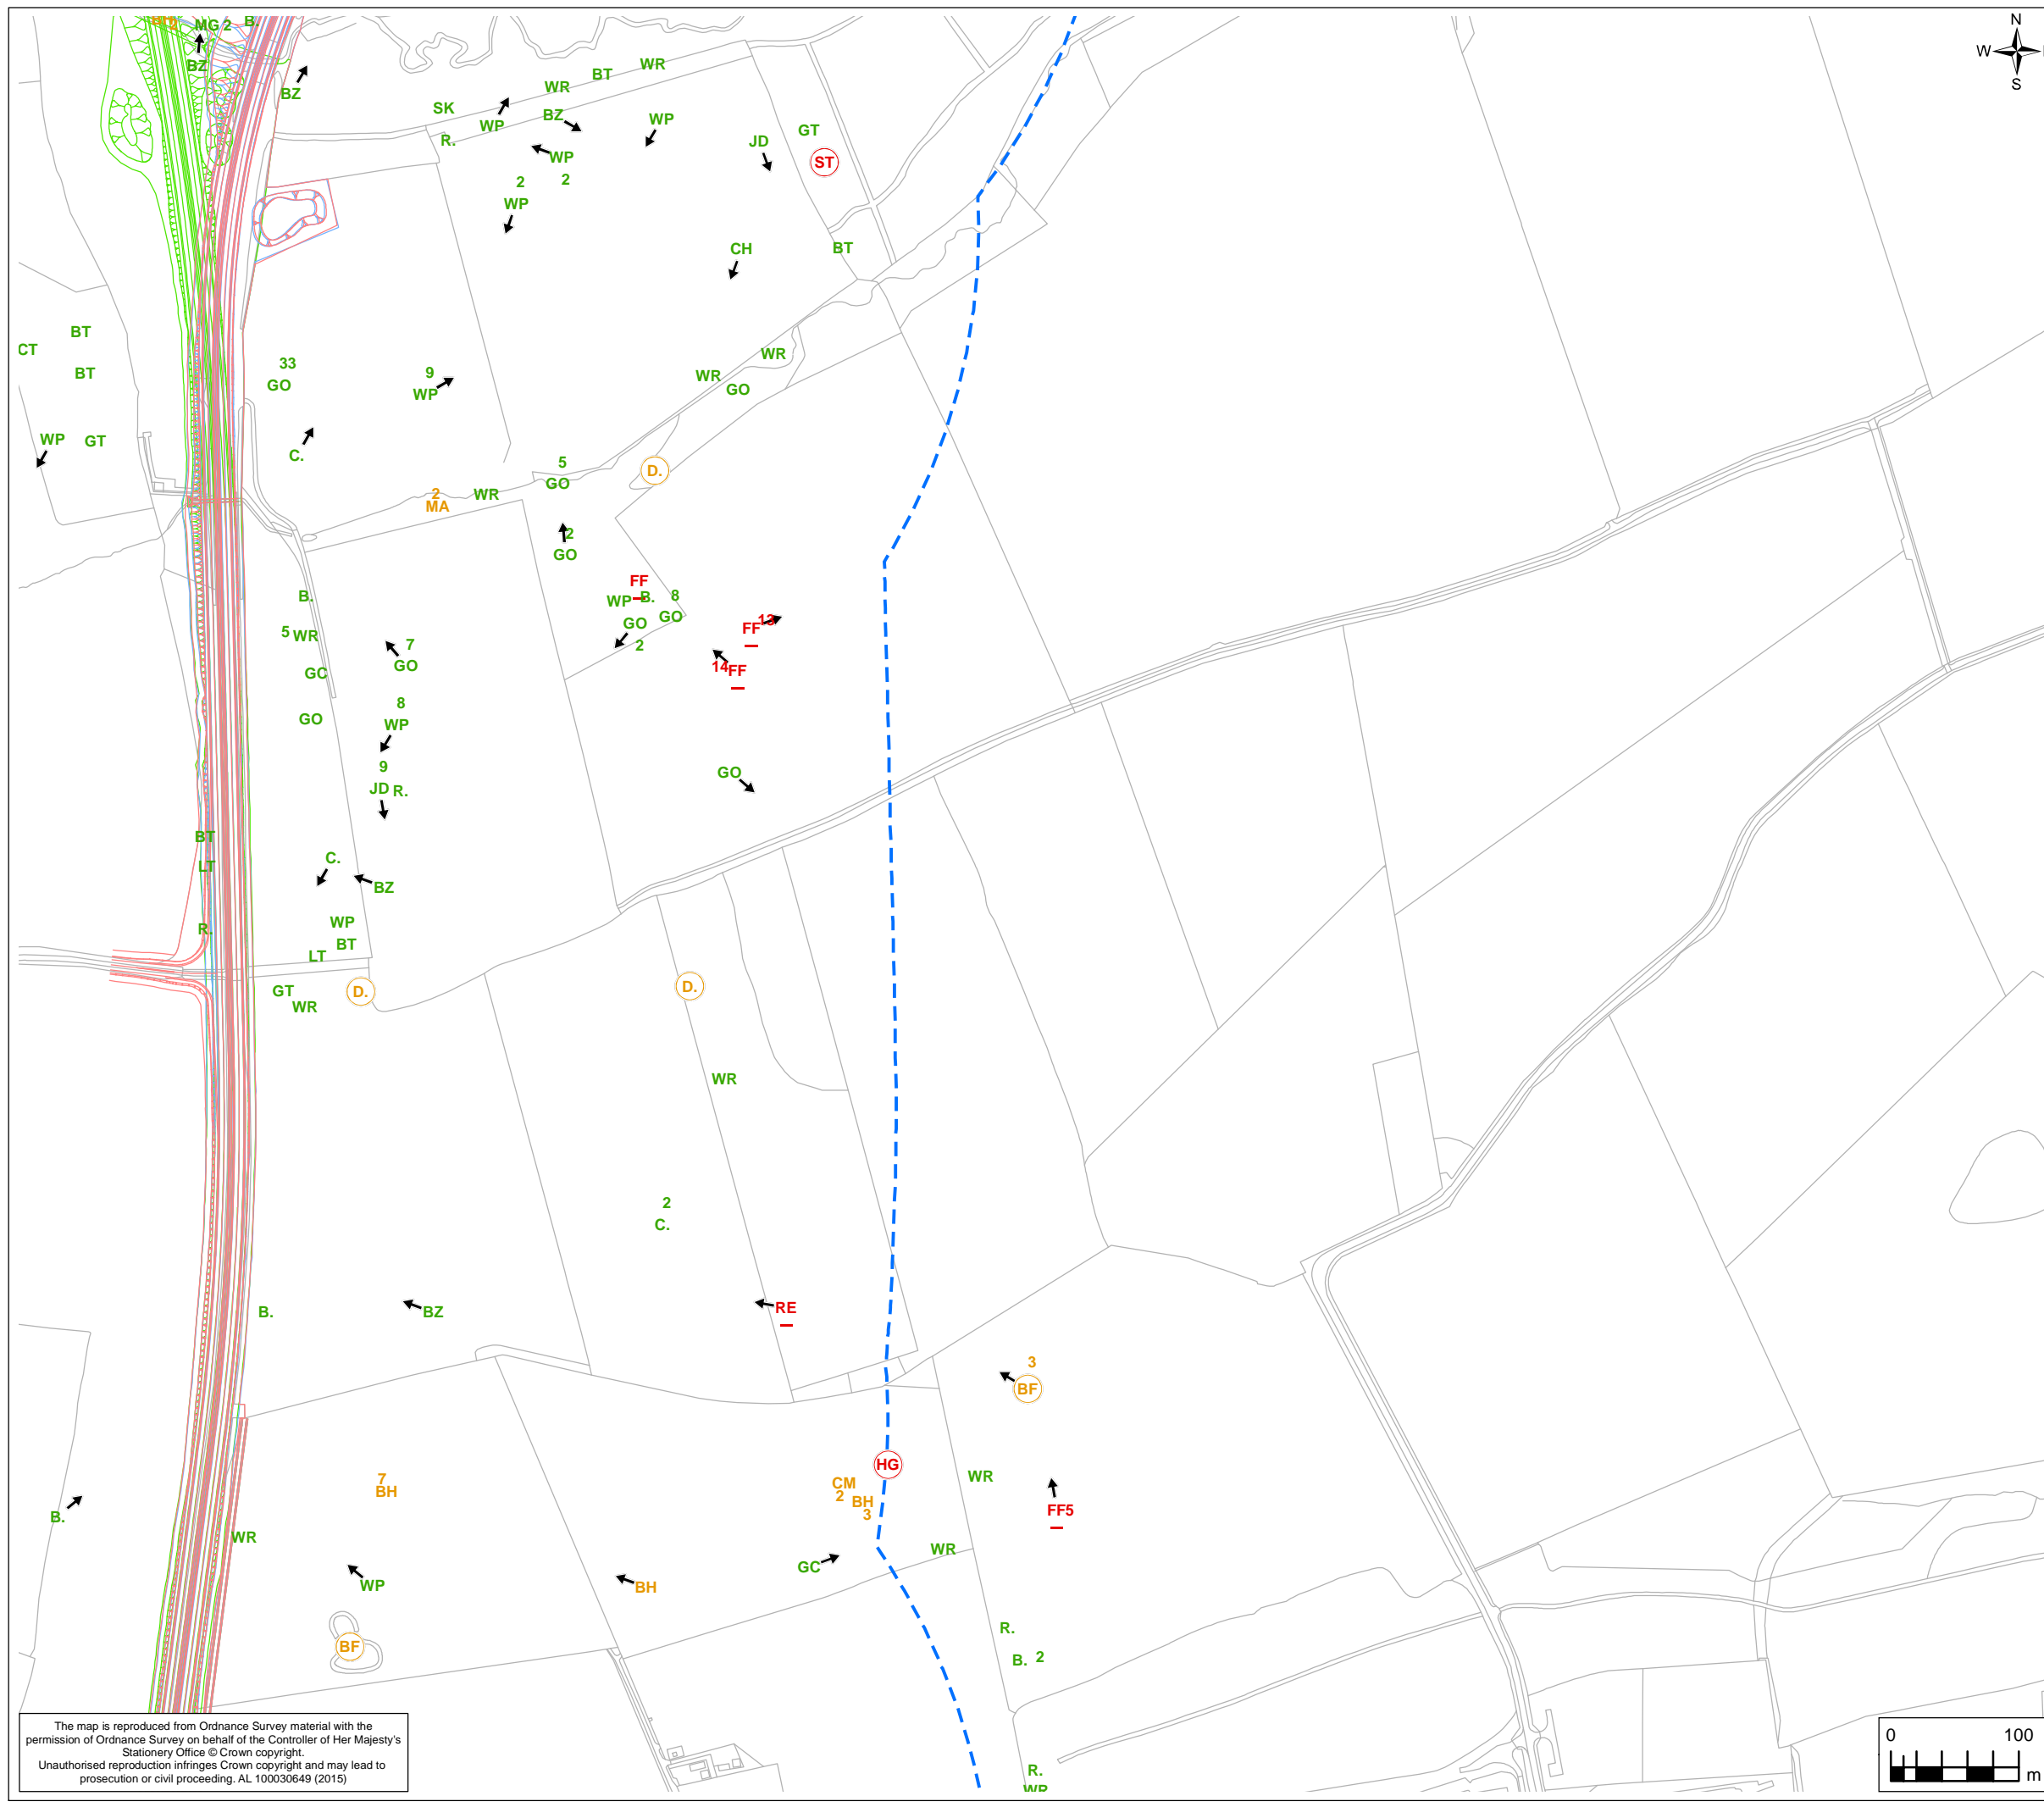 BH 2
MG 2
B.
N
W
S
BZ
BZ
BT
WR
WR
SK
WP
BZ
WP
GT
R.
JD
ST
WP
2
2
WP
CH
BT
BT
CT
BT
33
GO
9
WP
WR
WR
GO
WP
GT
C.
5
GO
D.
2
MA
WR
2
GO
FF
WP
B.
8
GO
GO
2
B.
5 WR
FF 13
14 FF
7
GO
GC
GO
8
WP
GO
9
JD R.
BT
LT
C.
BZ
WP
BT
R.
LT
GT
WR
D.
D.
WR
2
C.
B.
BZ
RE
3
BF
HG
WR
7
BH
CM
2
BH
3
FF5
B.
WR
WR
GC
WP
BH
R.
BF
B. 2
R.
WR
The map is reproduced from Ordnance Survey material with the
permission of Ordnance Survey on behalf of the Controller of Her Majesty's
Stationery Office © Crown copyright.
Unauthorised reproduction infringes Crown copyright and may lead to
prosecution or civil proceeding. AL 100030649 (2015)
0 100
m